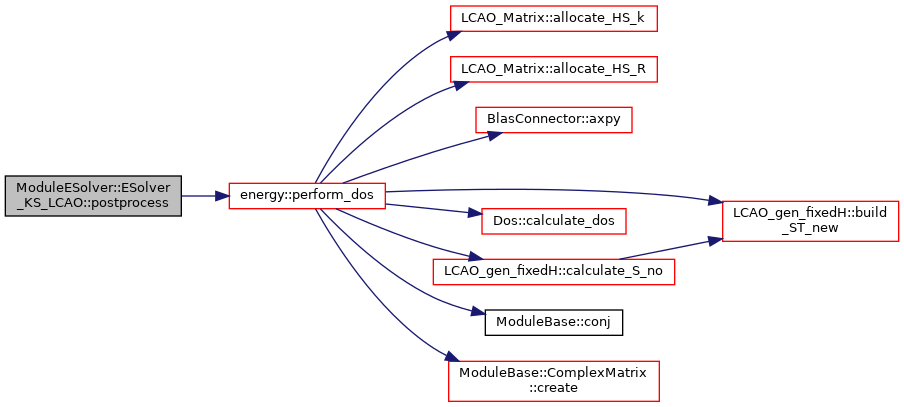 LCAO_Matrix::allocate_HS_k
LCAO_Matrix::allocate_HS_R
BlasConnector::axpy
ModuleESolver::ESolver
_KS_LCAO::postprocess
energy::perform_dos
LCAO_gen_fixedH::build
_ST_new
Dos::calculate_dos
LCAO_gen_fixedH::calculate_S_no
ModuleBase::conj
ModuleBase::ComplexMatrix
::create